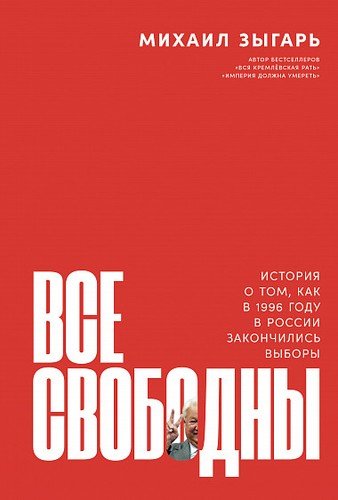 МИХАИЛ ЗЫГАРЬ
АВТОР БЕСТСЕЛЛЕРОВ
«ВСЯ КРЕМЛЁВСКАЯ РАТЬ»
«ИМПЕРИЯ ДОЛЖНА УМЕРЕТЬ»
ИСТОРИЯ
О ТОМ, КАК
В 1996 ГОДУ
В РОССИИ
ЗАКОНЧИЛИСЬ
ВЫБОРЫ
ВСЕ
СВОБОДНЫ